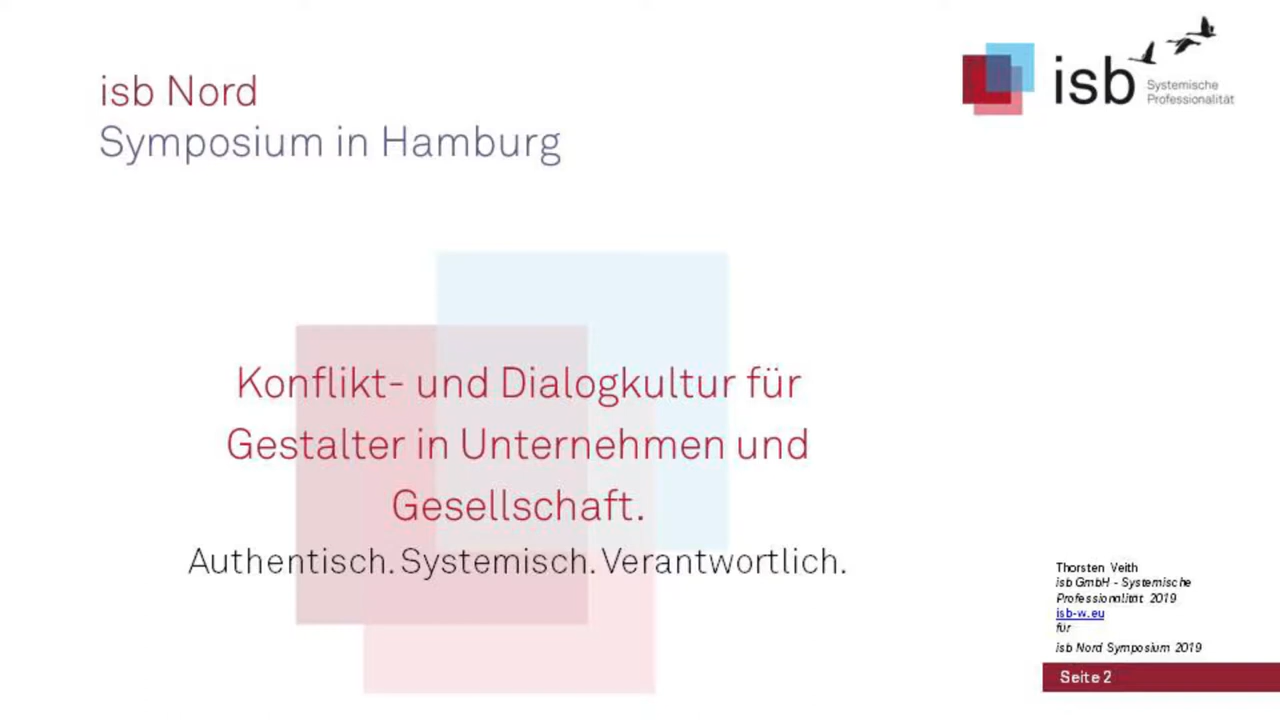 isb Nord
Symposium in Hamburg
isb
Systemische
Professionalität
Konflikt- und Dialogkultur für
Gestalter in Unternehmen und
Gesellschaft.
Authentisch. Systemisch. Verantwortlich.
Thorsten Veith
isb GmbH - Systemische
Professionalität 2019
isb-w.eu
für
isb Nord Symposium 2019
Seite 2